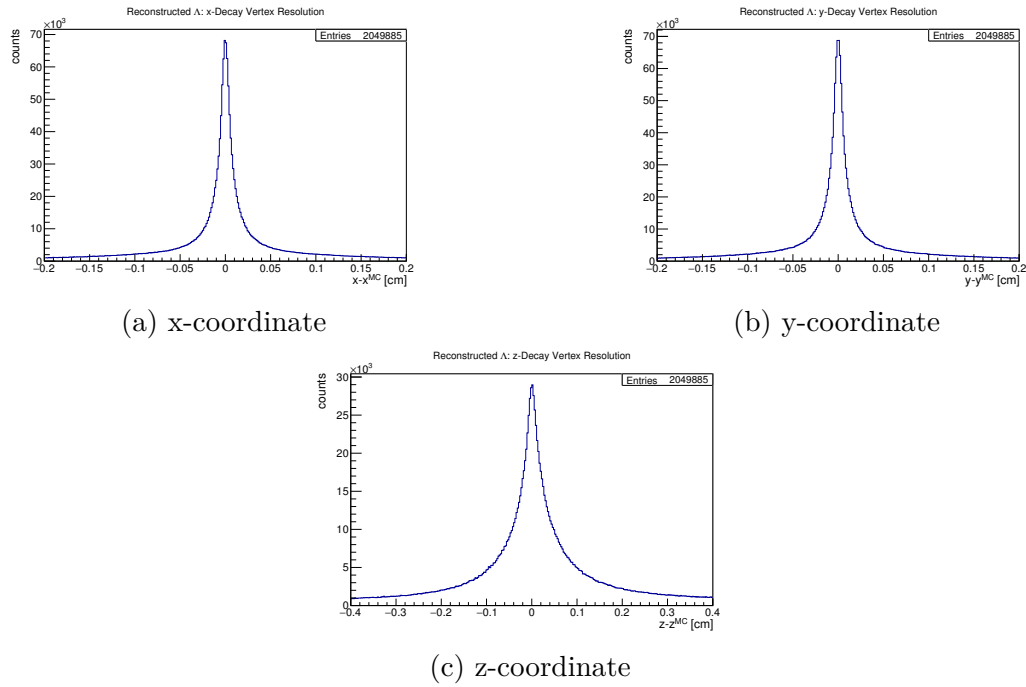 Reconstructed Λ: x-Decay Vertex Resolution
×10³
counts
Entries 2049885
70
60
50
40
30
20
10
0
−0.2 −0.15 −0.1 −0.05 0 0.05 0.1 0.15 0.2
x-x^MC [cm]
(a) x-coordinate
Reconstructed Λ: y-Decay Vertex Resolution
×10³
counts
Entries 2049885
70
60
50
40
30
20
10
0
−0.2 −0.15 −0.1 −0.05 0 0.05 0.1 0.15 0.2
y-y^MC [cm]
(b) y-coordinate
Reconstructed Λ: z-Decay Vertex Resolution
×10³
counts
Entries 2049885
30
25
20
15
10
5
0
−0.4 −0.3 −0.2 −0.1 0 0.1 0.2 0.3 0.4
z-z^MC [cm]
(c) z-coordinate